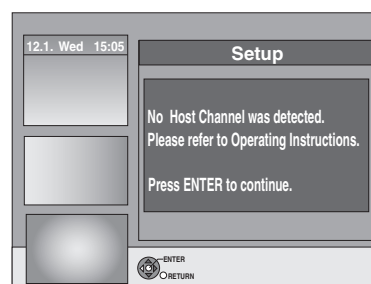 12.1. Wed 15:05
Setup
No Host Channel was detected.
Please refer to Operating Instructions.
Press ENTER to continue.
ENTER
RETURN